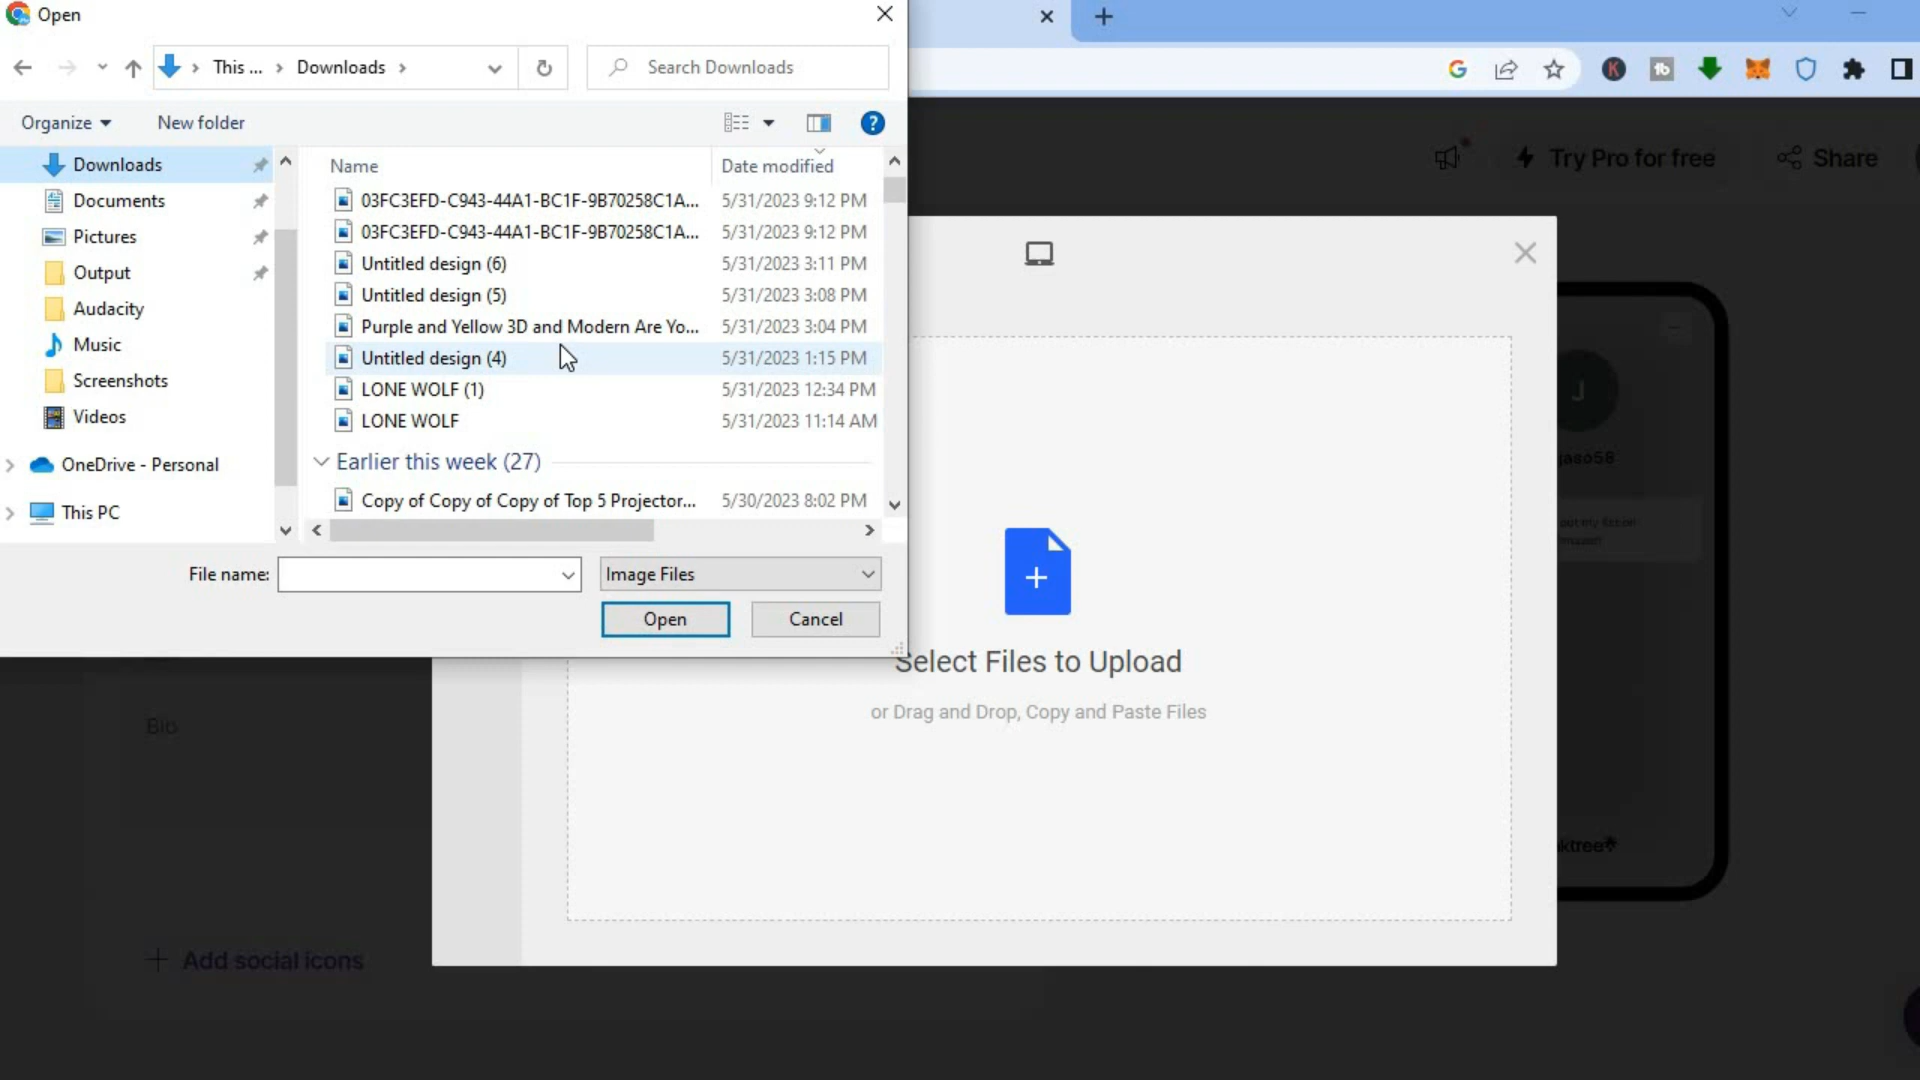 Open
This ... Downloads
Search Downloads
Organize
New folder
Name
Date modified
Downloads
Documents
Pictures
Output
Audacity
Music
Screenshots
Videos
OneDrive - Personal
This PC
03FC3EFD-C943-44A1-BC1F-9B70258C1A... 5/31/2023 9:12 PM
03FC3EFD-C943-44A1-BC1F-9B70258C1A... 5/31/2023 9:12 PM
Untitled design (6) 5/31/2023 3:11 PM
Untitled design (5) 5/31/2023 3:08 PM
Purple and Yellow 3D and Modern Are Yo... 5/31/2023 3:04 PM
Untitled design (4) 5/31/2023 1:15 PM
LONE WOLF (1) 5/31/2023 12:34 PM
LONE WOLF 5/31/2023 11:14 AM
Earlier this week (27)
Copy of Copy of Copy of Top 5 Projector... 5/30/2023 8:02 PM
File name:
Image Files
Open
Cancel
Try Pro for free
Share
J
jaso58
Select Files to Upload
or Drag and Drop, Copy and Paste Files
Bio
+ Add social icons
ktree